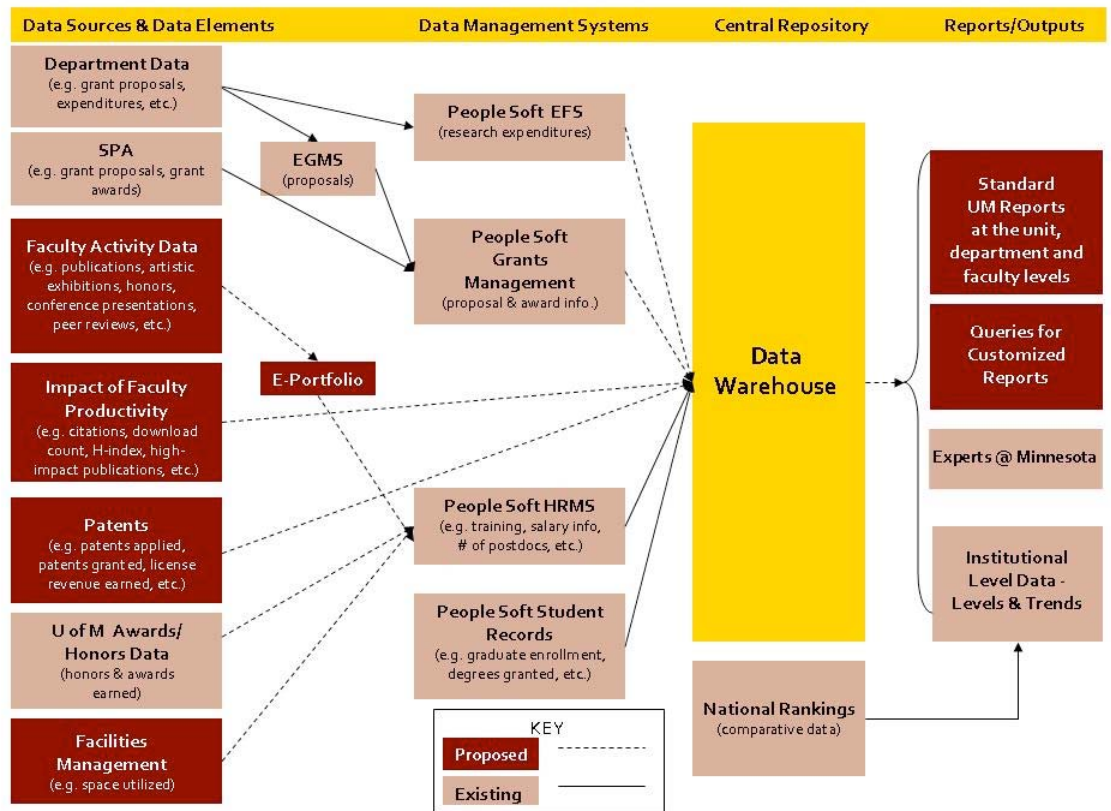 Data Sources & Data Elements
Data Management Systems
Central Repository
Reports/Outputs
Department Data
(e.g. grant proposals,
expenditures, etc.)
SPA
(e.g. grant proposals, grant
awards)
Faculty Activity Data
(e.g. publications, artistic
exhibitions, honors,
conference presentations,
peer reviews, etc.)
Impact of Faculty
Productivity
(e.g. citations, download
count, H-index, high-
impact publications, etc.)
Patents
(e.g. patents applied,
patents granted, license
revenue earned, etc.)
U of M Awards/
Honors Data
(honors & awards
earned)
Facilities
Management
(e.g. space utilized)
EGMS
(proposals)
E-Portfolio
People Soft EFS
(research expenditures)
People Soft
Grants
Management
(proposal & award info.)
People Soft HRMS
(e.g. training, salary info,
# of postdocs, etc.)
People Soft Student
Records
(e.g. graduate enrollment,
degrees granted, etc.)
KEY
Proposed
Existing
Data
Warehouse
National Rankings
(comparative data)
Standard
UM Reports
at the unit,
department and
faculty levels
Queries for
Customized
Reports
Experts @ Minnesota
Institutional
Level Data -
Levels & Trends